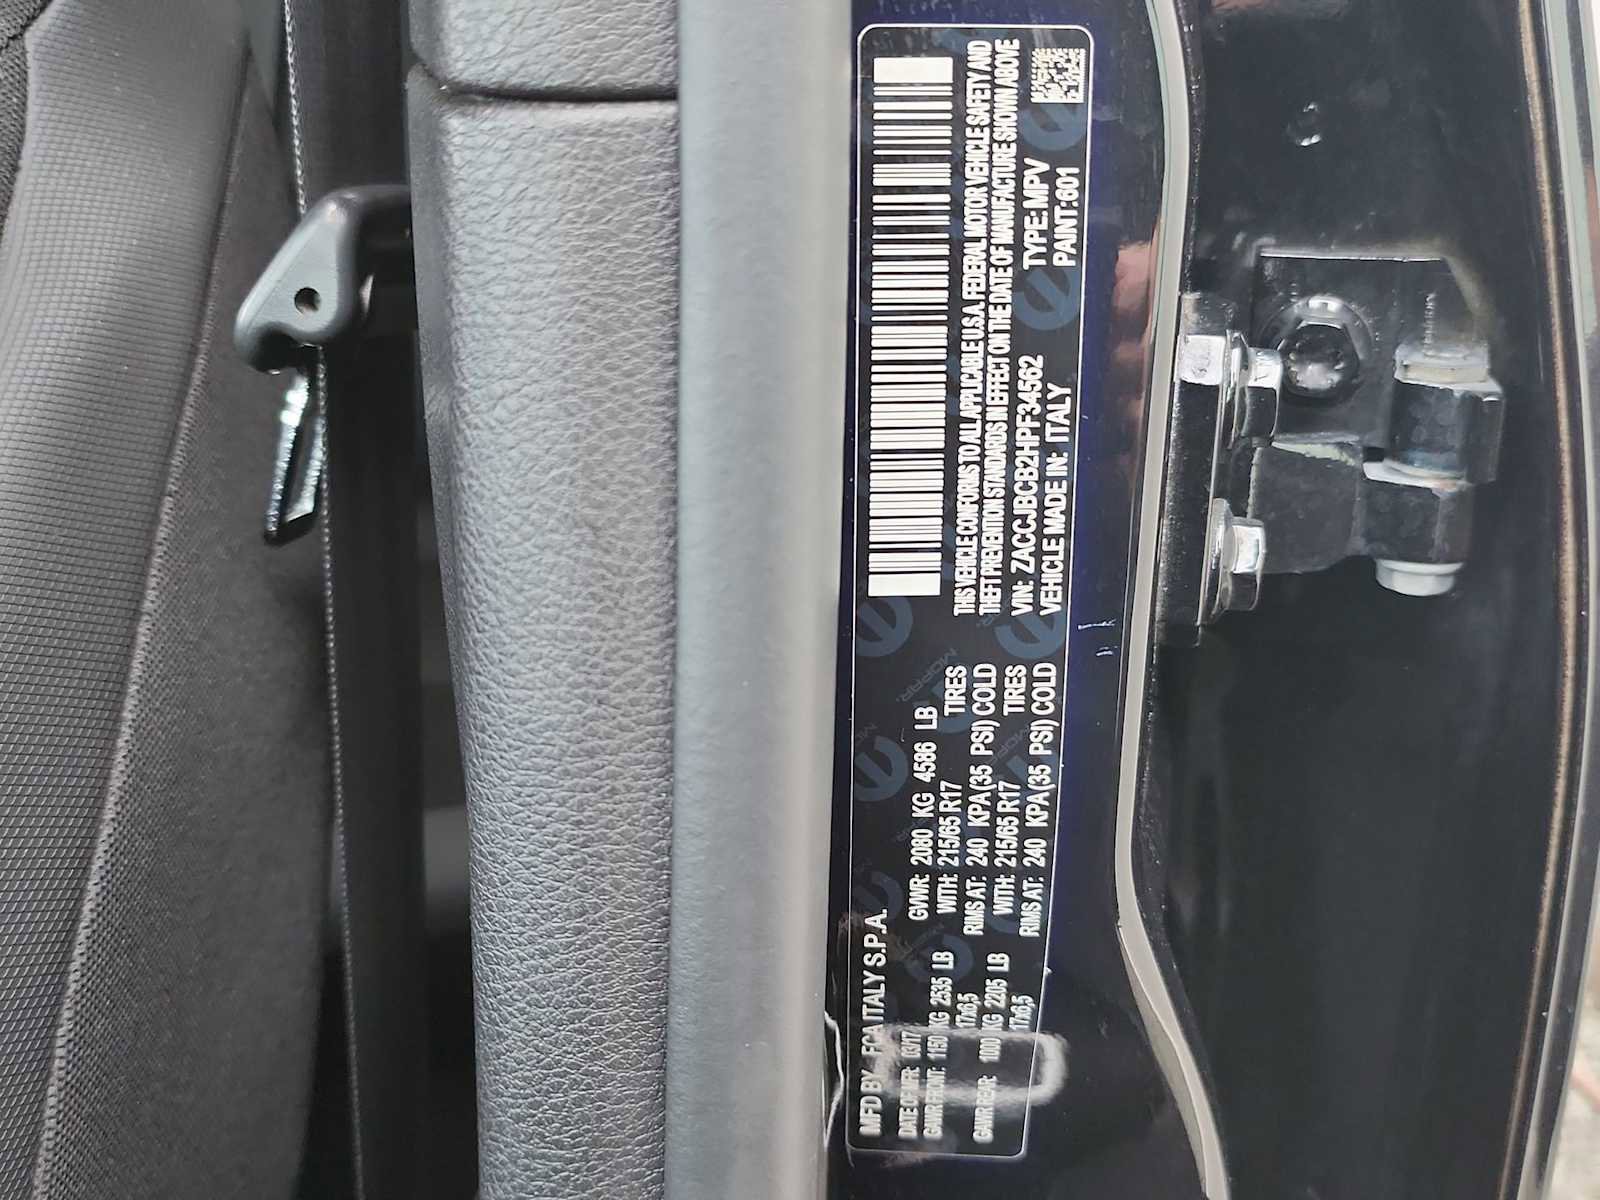 MFD BY FCA ITALY S.P.A.
DATE OF MFR: 03/17 GVWR: 2080 KG 4586 LB
GAWR FRONT: 1150 KG 2535 LB WITH: 215/65 R17 TIRES
17x6,5 RIMS AT: 240 KPA(35 PSI) COLD
GAWR REAR: 1000 KG 2205 LB WITH: 215/65 R17 TIRES
17x6,5 RIMS AT: 240 KPA(35 PSI) COLD
THIS VEHICLE CONFORMS TO ALL APPLICABLE U.S.A. FEDERAL MOTOR VEHICLE SAFETY AND
THEFT PREVENTION STANDARDS IN EFFECT ON THE DATE OF MANUFACTURE SHOWN ABOVE
VIN: ZACCJBCB2HPF34562 TYPE: MPV
VEHICLE MADE IN: ITALY PAINT:601
MOPAR.
MOPAR.